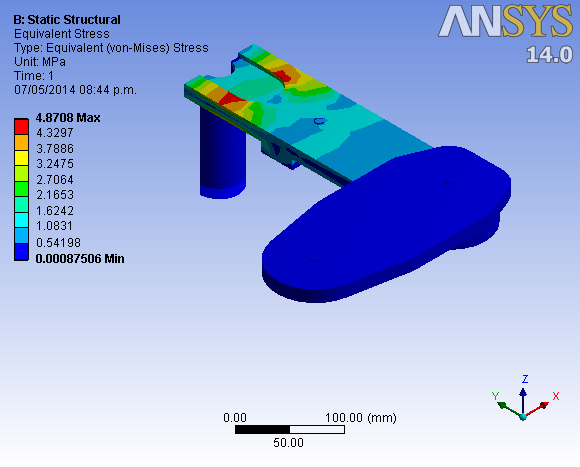 B: Static Structural
Equivalent Stress
Type: Equivalent (von-Mises) Stress
Unit: MPa
Time: 1
07/05/2014 08:44 p.m.
ANSYS
14.0
4.8708 Max
4.3297
3.7886
3.2475
2.7064
2.1653
1.6242
1.0831
0.54198
0.00087506 Min
0.00 100.00 (mm)
50.00
Z
Y X